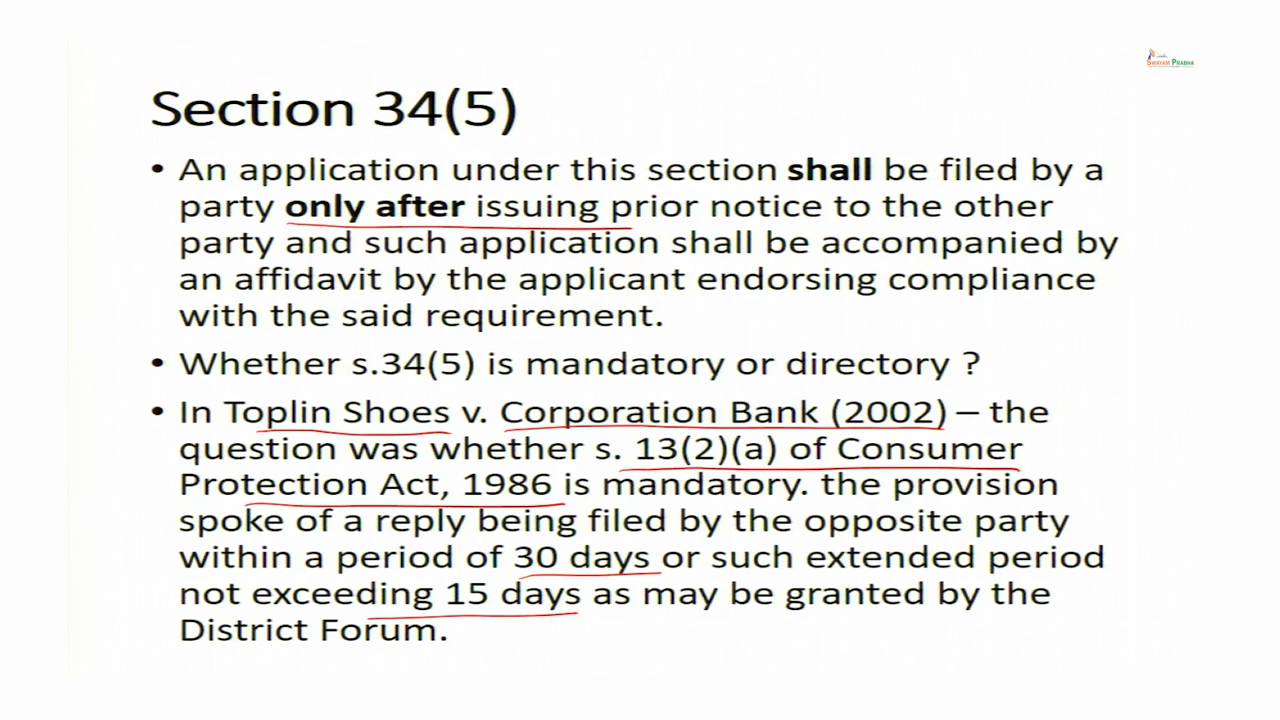 SWAYAM PRABHA
Section 34(5)
• An application under this section shall be filed by a
party only after issuing prior notice to the other
party and such application shall be accompanied by
an affidavit by the applicant endorsing compliance
with the said requirement.
• Whether s.34(5) is mandatory or directory ?
• In Toplin Shoes v. Corporation Bank (2002) – the
question was whether s. 13(2)(a) of Consumer
Protection Act, 1986 is mandatory. the provision
spoke of a reply being filed by the opposite party
within a period of 30 days or such extended period
not exceeding 15 days as may be granted by the
District Forum.